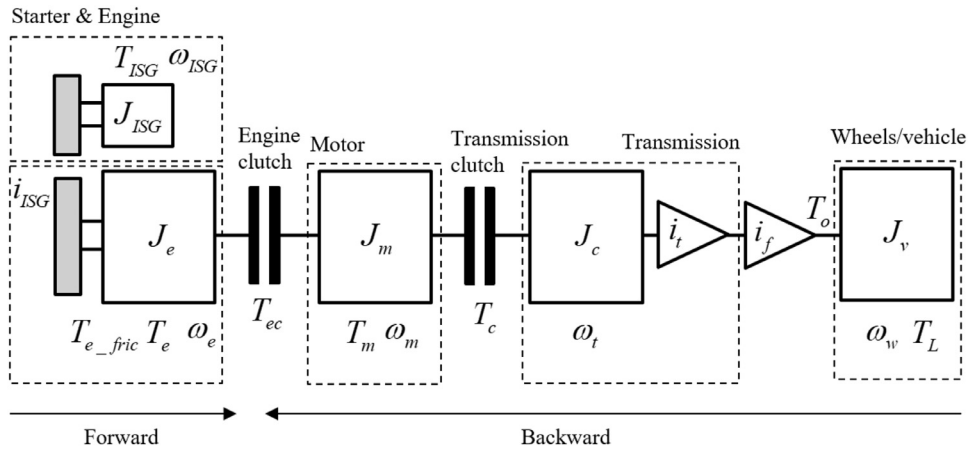 Starter & Engine
T_ISG ω_ISG
J_ISG
Engine
clutch
Motor
Transmission
clutch
Transmission
Wheels/vehicle
i_ISG
J_e
J_m
J_c
i_t
i_f
T_o
J_v
T_e_fric T_e ω_e
T_ec
T_m ω_m
T_c
ω_t
ω_w T_L
Forward
Backward